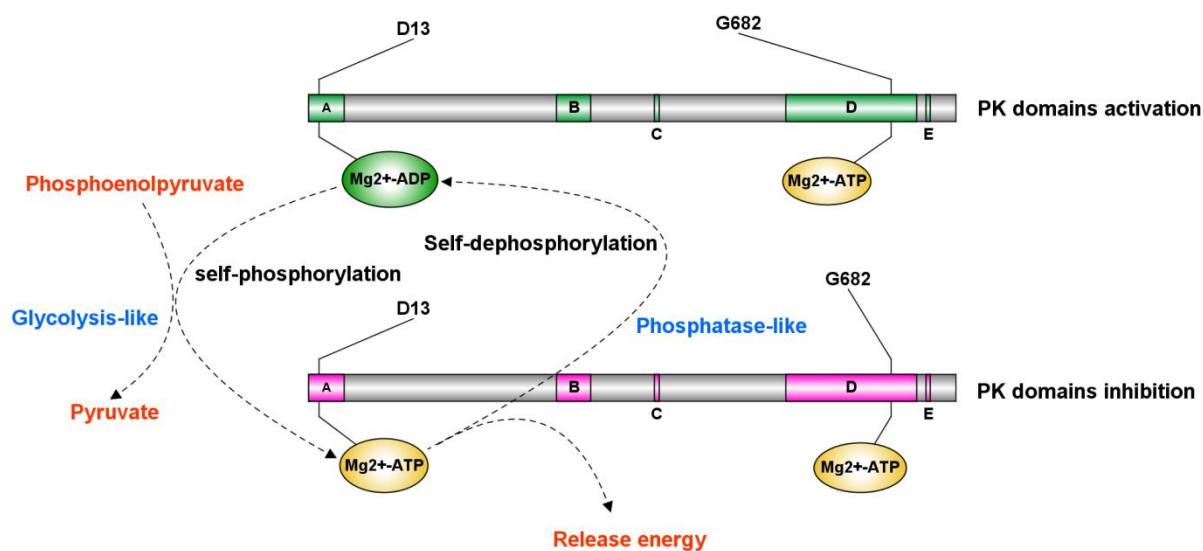 D13
G682
A
B
D
PK domains activation
C
E
Mg2+-ADP
Mg2+-ATP
Phosphoenolpyruvate
Self-dephosphorylation
self-phosphorylation
G682
D13
Glycolysis-like
Phosphatase-like
A
B
D
PK domains inhibition
C
E
Pyruvate
Mg2+-ATP
Mg2+-ATP
Release energy